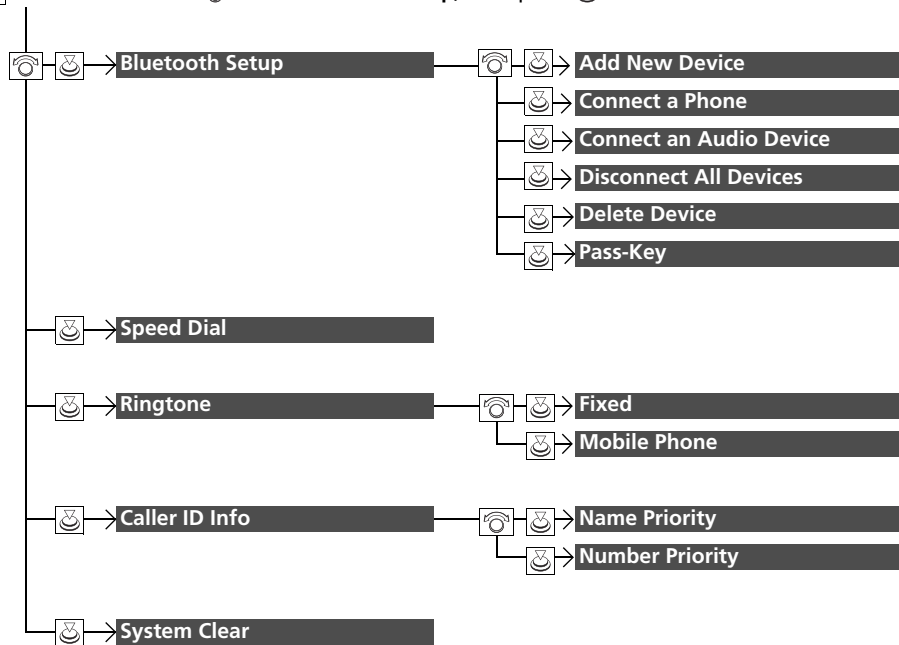 Bluetooth Setup
Add New Device
Connect a Phone
Connect an Audio Device
Disconnect All Devices
Delete Device
Pass-Key
Speed Dial
Ringtone
Fixed
Mobile Phone
Caller ID Info
Name Priority
Number Priority
System Clear